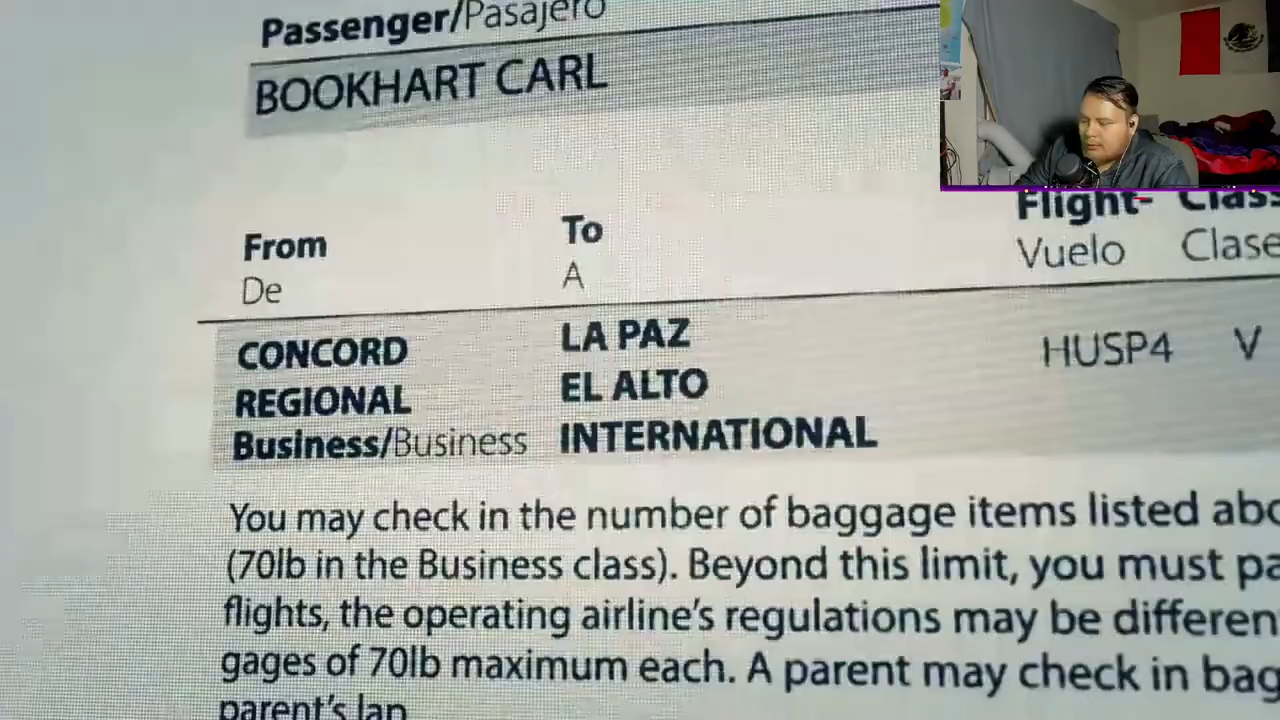 Passenger/Pasajero
BOOKHART CARL
From To Flight- Class
De A Vuelo Clase
CONCORD LA PAZ HUSP4 V
REGIONAL EL ALTO
Business/Business INTERNATIONAL
You may check in the number of baggage items listed abo
(70lb in the Business class). Beyond this limit, you must pa
flights, the operating airline's regulations may be differen
gages of 70lb maximum each. A parent may check in bag
parent's lap